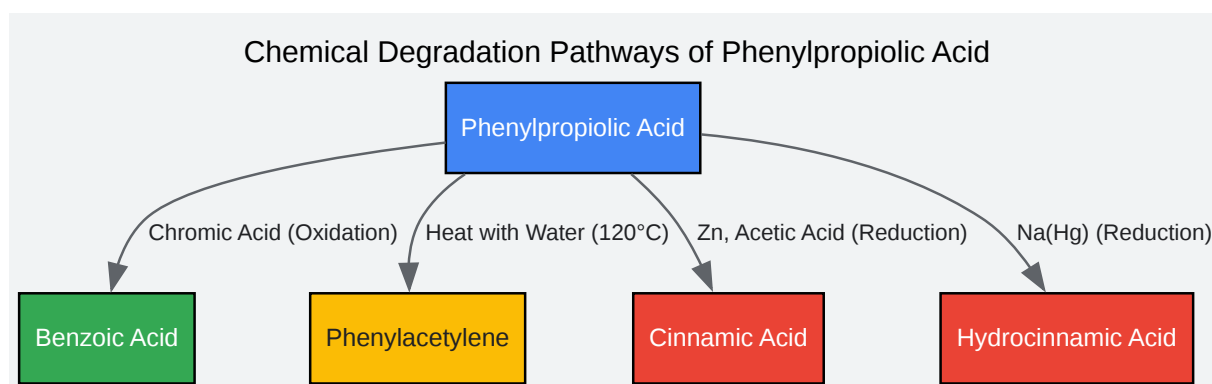 Chemical Degradation Pathways of Phenylpropiolic Acid
Phenylpropiolic Acid
Chromic Acid (Oxidation)
Heat with Water (120°C)
Zn, Acetic Acid (Reduction)
Na(Hg) (Reduction)
Benzoic Acid
Phenylacetylene
Cinnamic Acid
Hydrocinnamic Acid